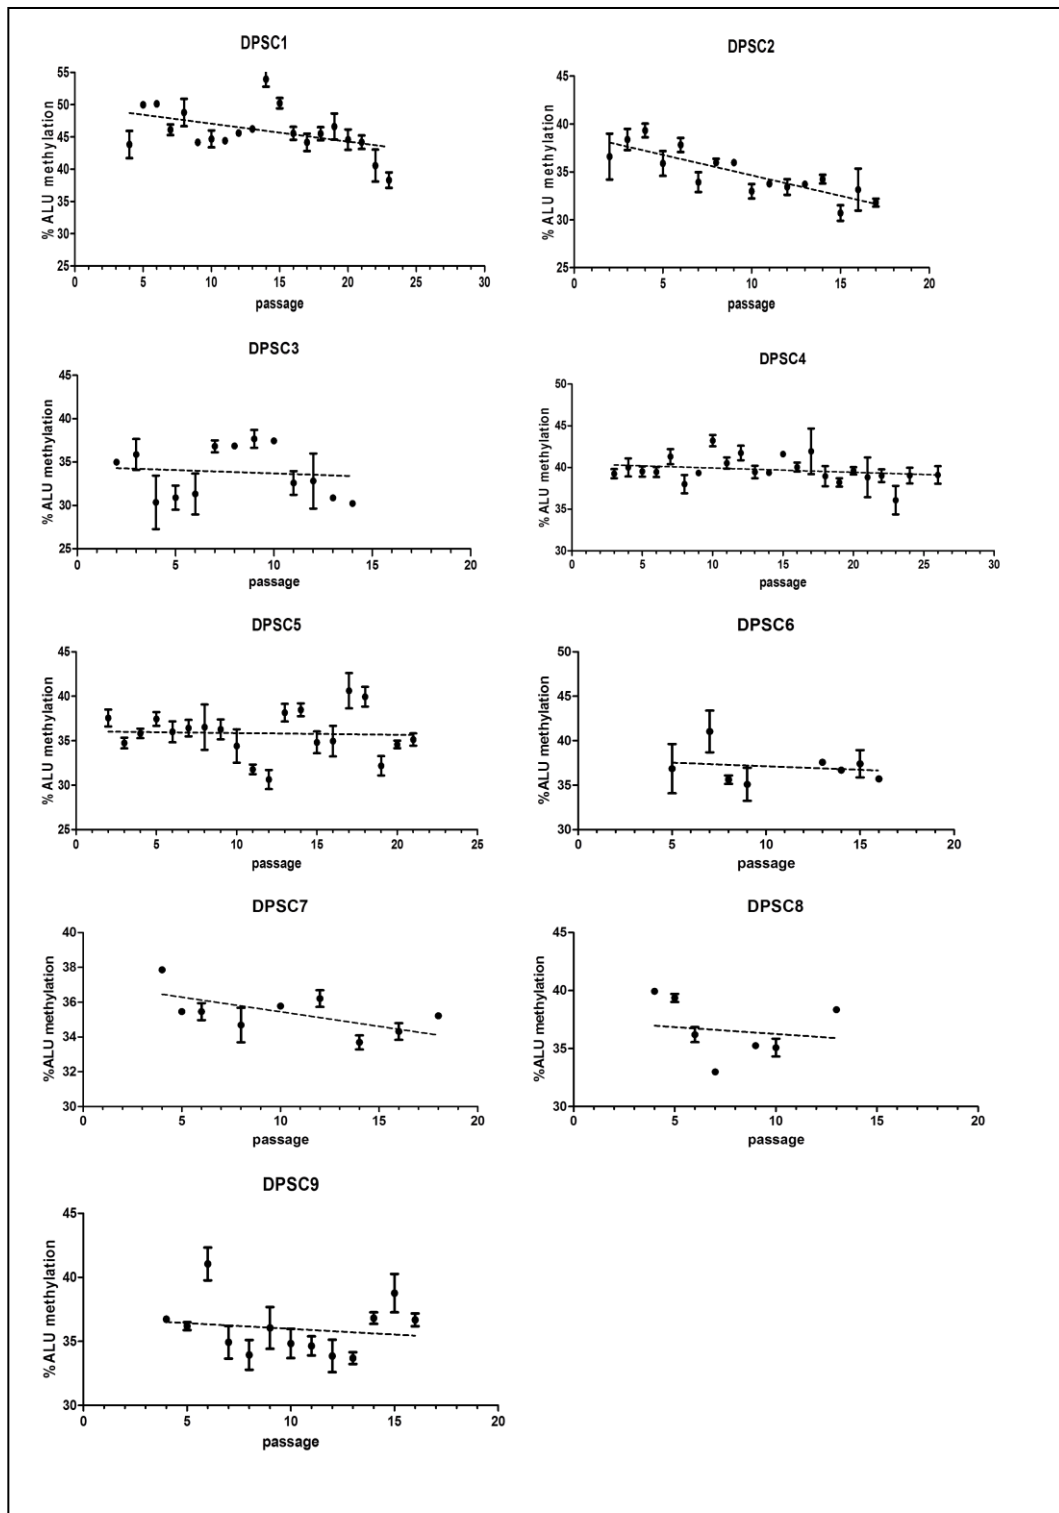 DPSC1
% ALU methylation
55
50
45
40
35
30
25
0 5 10 15 20 25 30
passage
DPSC2
% ALU methylation
45
40
35
30
25
0 5 10 15 20
passage
DPSC3
% ALU methylation
45
40
35
30
25
0 5 10 15 20
passage
DPSC4
% ALU methylation
50
45
40
35
30
0 5 10 15 20 25 30
passage
DPSC5
% ALU methylation
45
40
35
30
25
0 5 10 15 20 25
passage
DPSC6
%ALU methylation
50
45
40
35
30
0 5 10 15 20
passage
DPSC7
%ALU methylation
40
38
36
34
32
30
0 5 10 15 20
passage
DPSC8
%ALU methylation
45
40
35
30
0 5 10 15 20
passage
DPSC9
%ALU methylation
45
40
35
30
0 5 10 15 20
passage